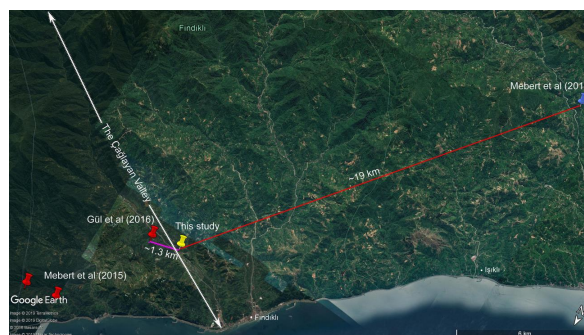 Fındıklı
Mebert et al (201
The Çağlayan Valley
~19 km
Gül et al (2016)
This study
~1.3 km
Mebert et al (2015)
Işıklı
Google Earth
Fındıklı
6 km